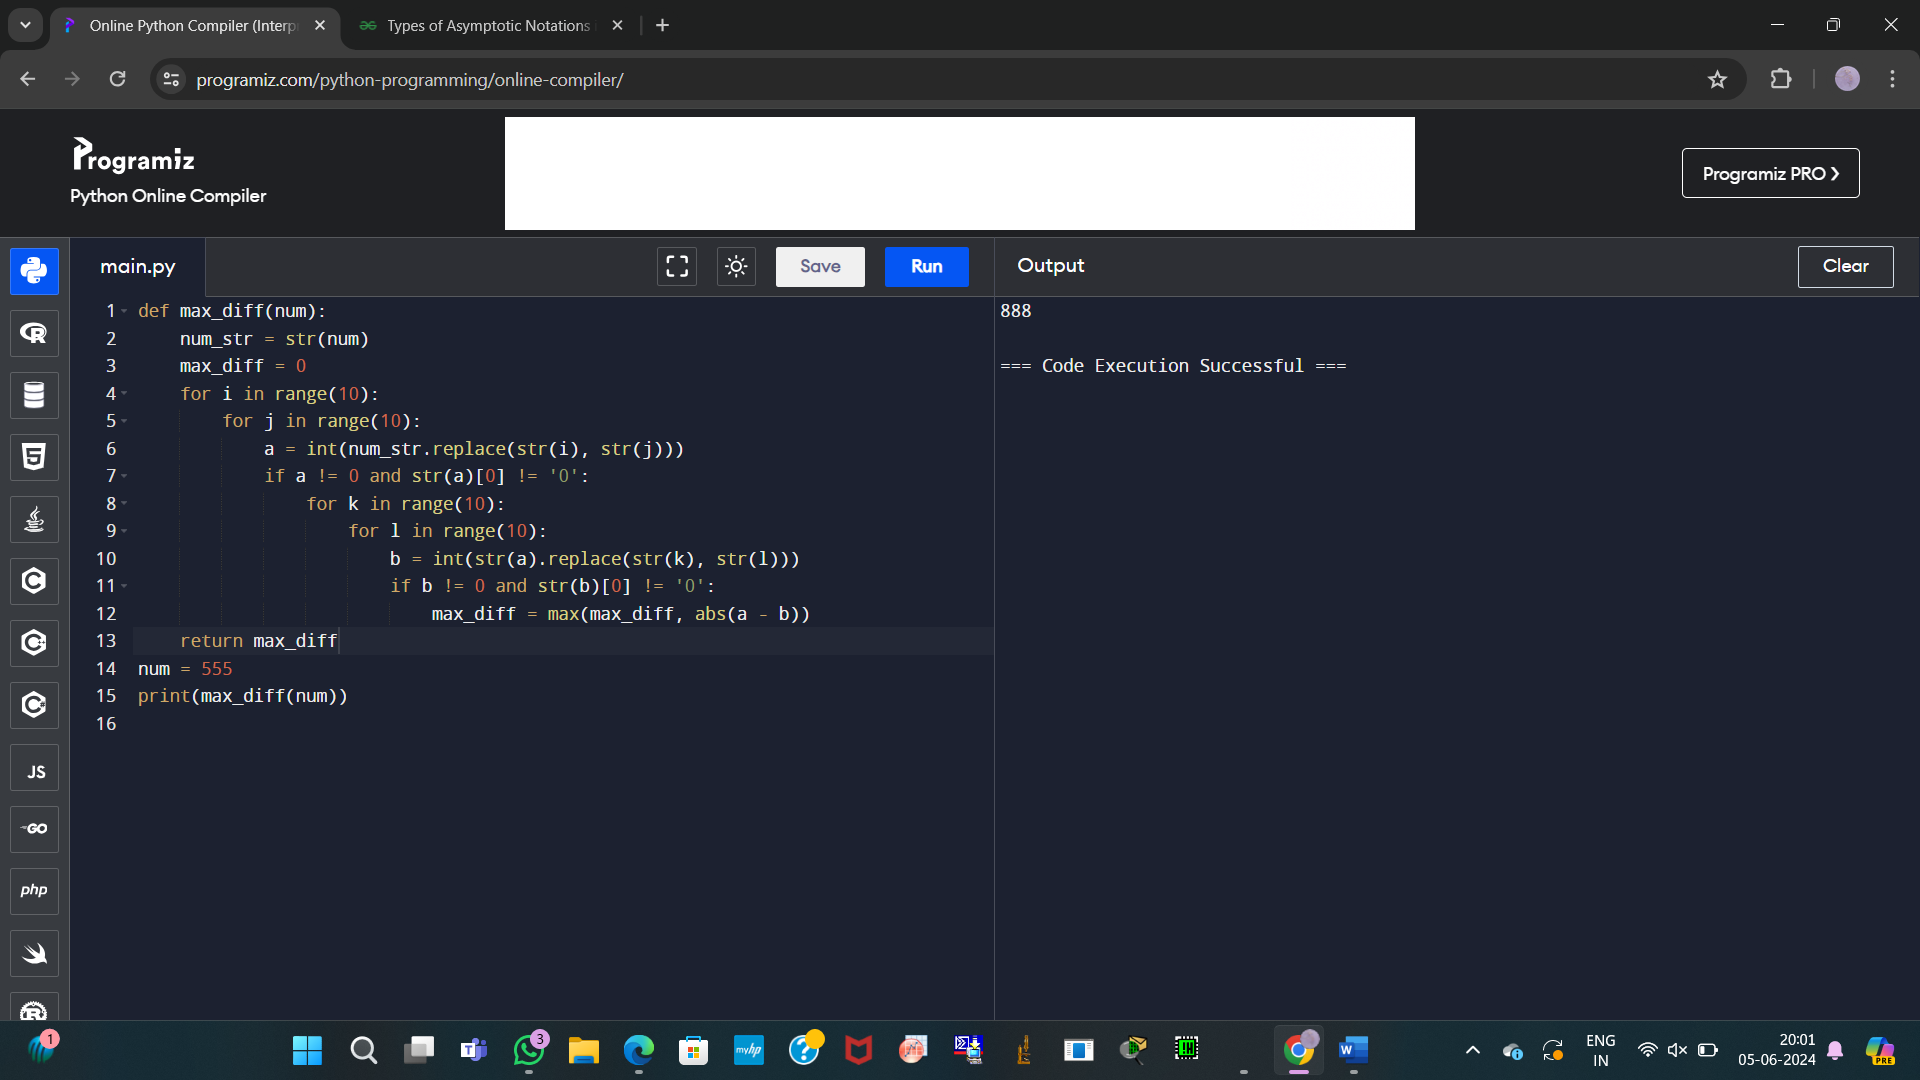 Online Python Compiler (Interp
Types of Asymptotic Notations
programiz.com/python-programming/online-compiler/
Programiz
Python Online Compiler
Programiz PRO ❯
main.py
Save
Run
Output
Clear
1 def max_diff(num):
2     num_str = str(num)
3     max_diff = 0
4     for i in range(10):
5         for j in range(10):
6             a = int(num_str.replace(str(i), str(j)))
7             if a != 0 and str(a)[0] != '0':
8                 for k in range(10):
9                     for l in range(10):
10                         b = int(str(a).replace(str(k), str(l)))
11                         if b != 0 and str(b)[0] != '0':
12                             max_diff = max(max_diff, abs(a - b))
13     return max_diff
14 num = 555
15 print(max_diff(num))
16
888
=== Code Execution Successful ===
R
5
C
C
C
JS
GO
php
R
1
T
3
myhp
?
W
ENG
IN
20:01
05-06-2024
PRE